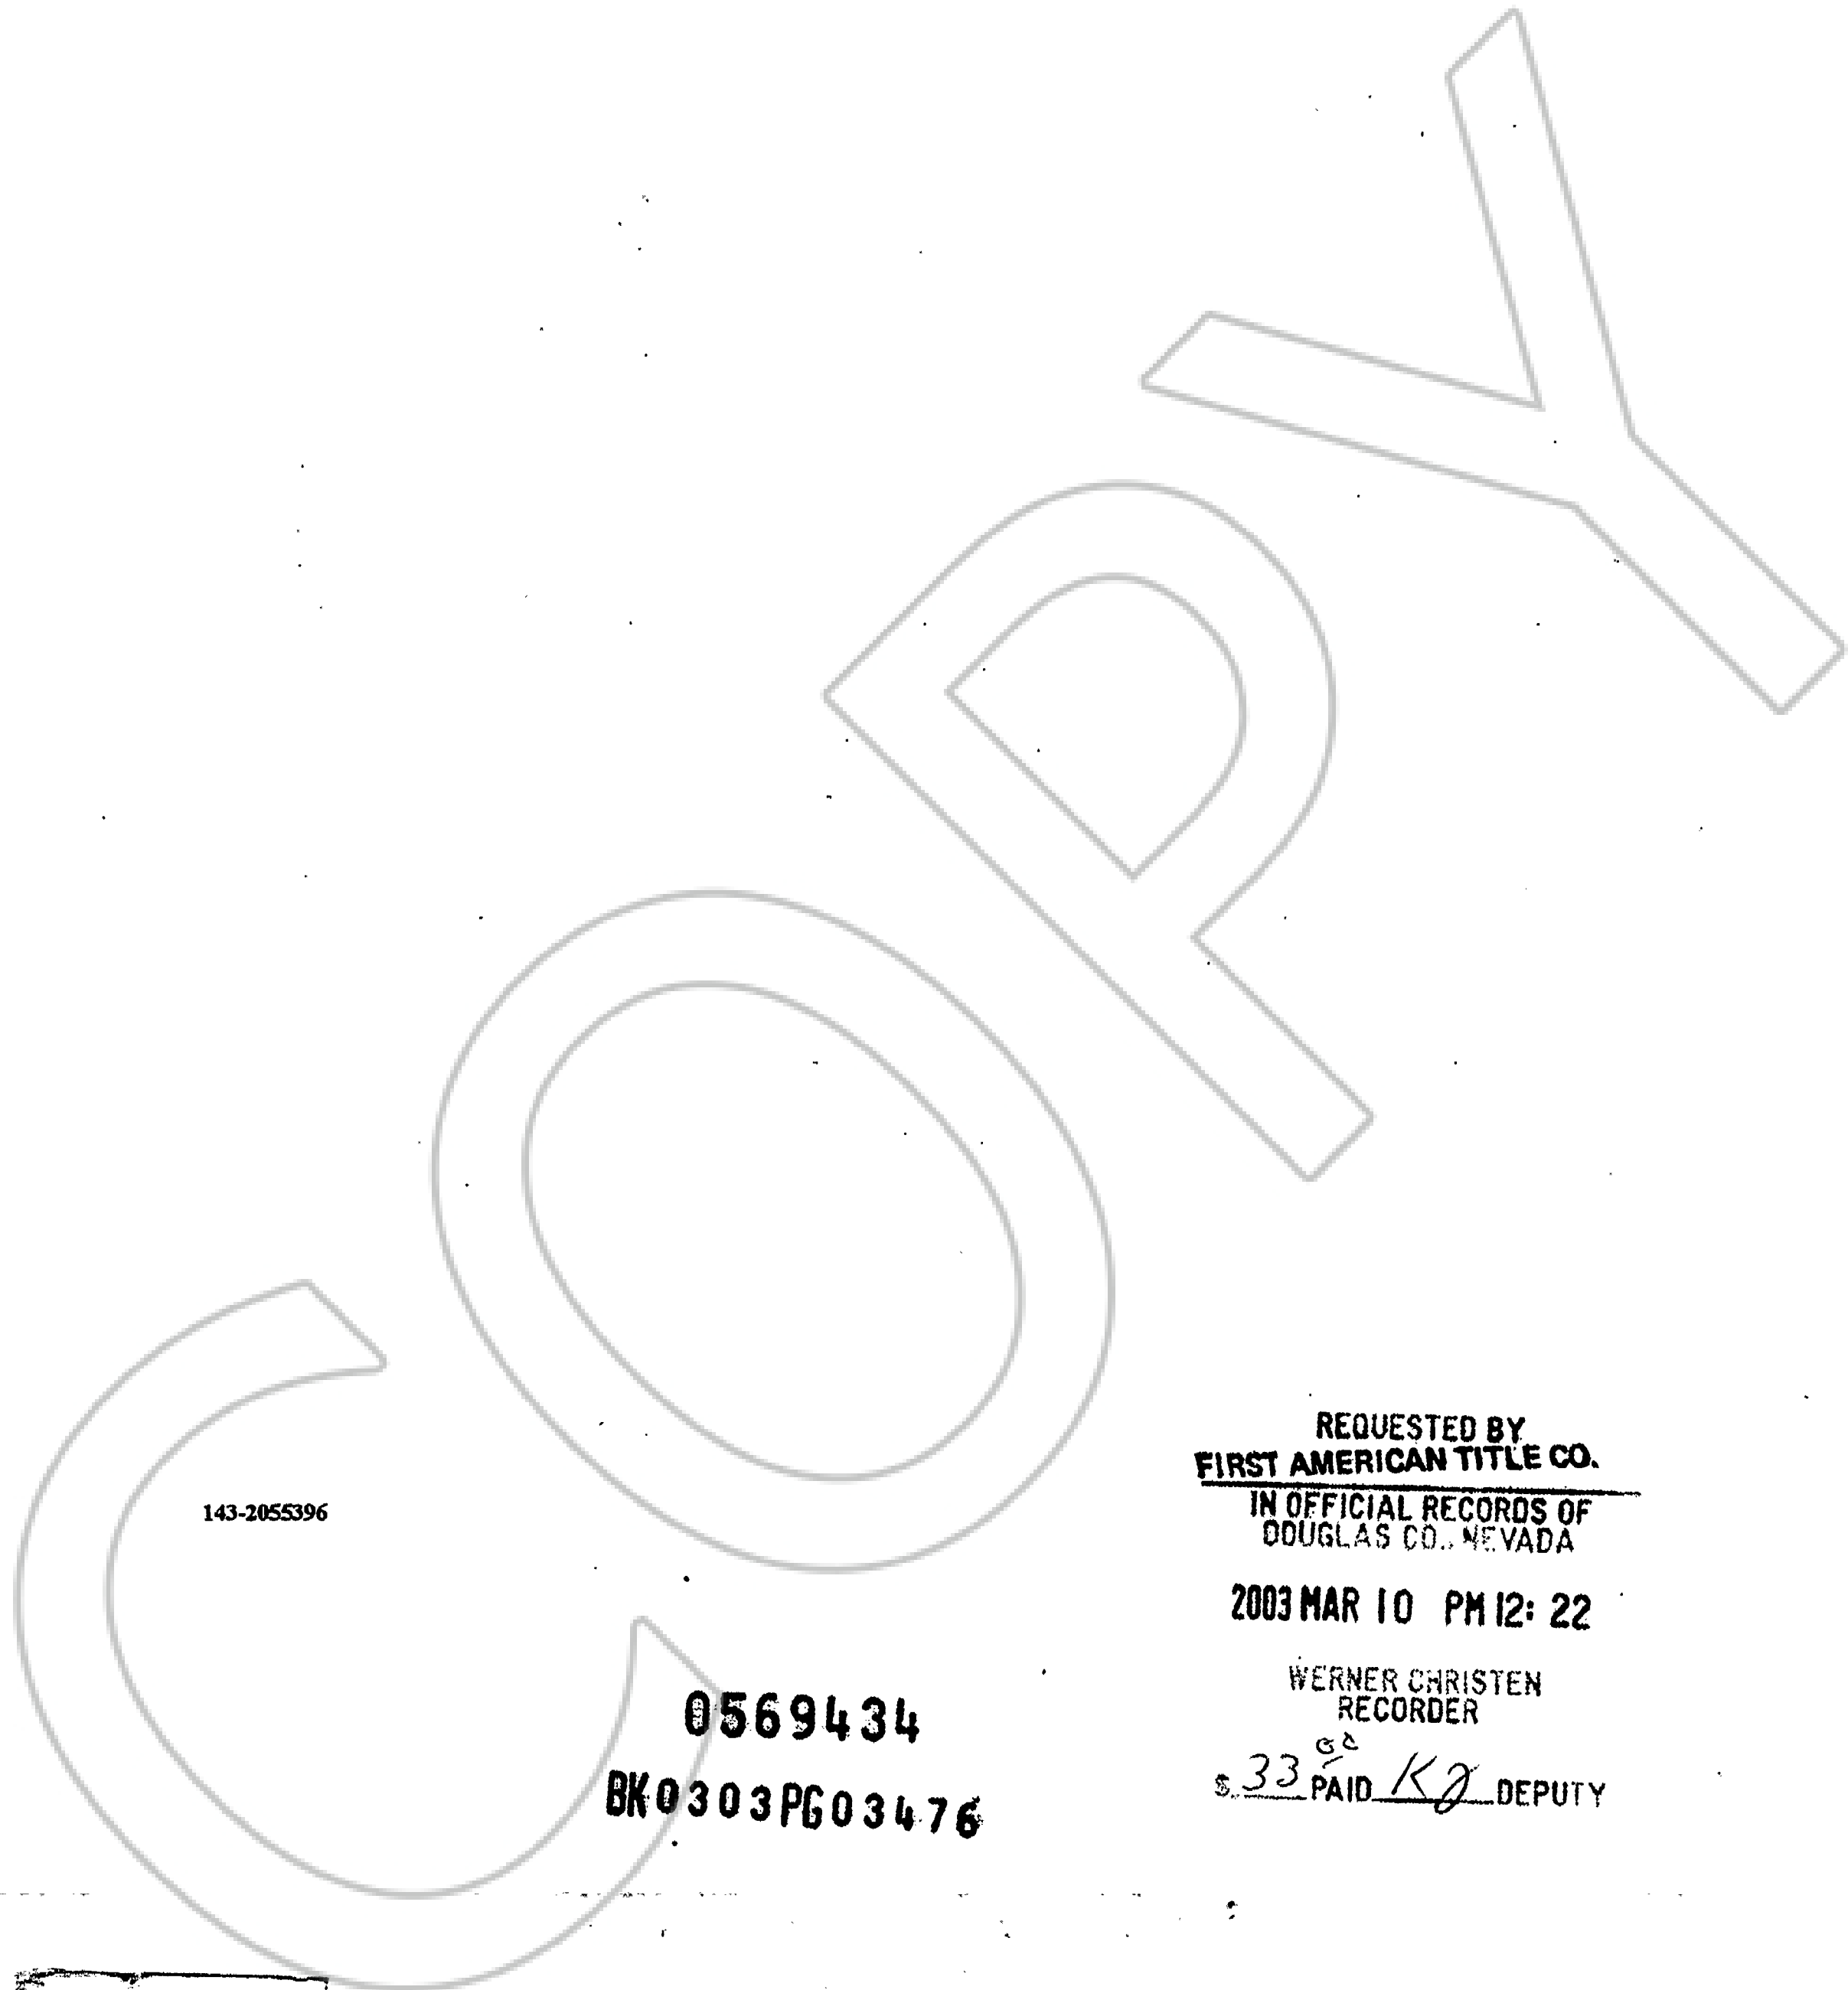 COPY
143-2055396
REQUESTED BY
FIRST AMERICAN TITLE CO.
IN OFFICIAL RECORDS OF
DOUGLAS CO., NEVADA
2003 MAR 10 PM 12: 22
WERNER CHRISTEN
RECORDER
$ 33 00 PAID K2 DEPUTY
0569434
BK0303PG03476